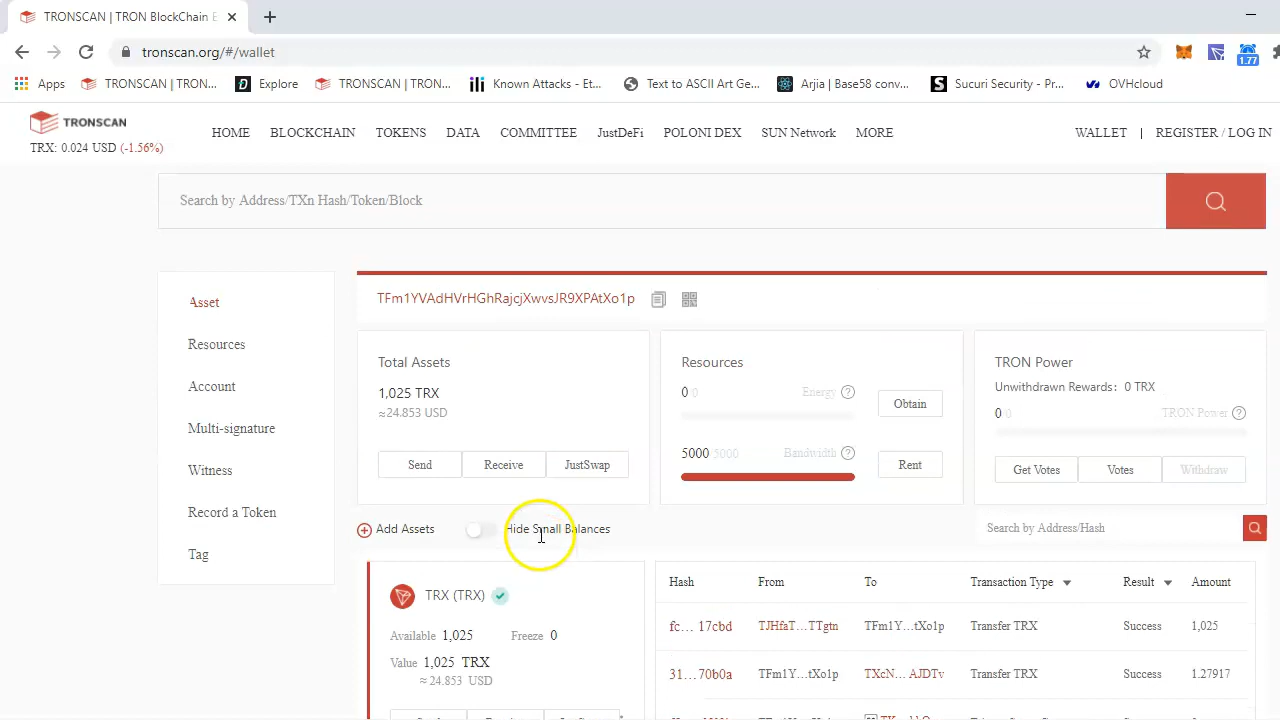 TRONSCAN | TRON BlockChain E
tronscan.org/#/wallet
1.77
Apps TRONSCAN | TRON... Explore TRONSCAN | TRON... Known Attacks - Et... Text to ASCII Art Ge... Arjia | Base58 conv... Sucuri Security - Pr... OVHcloud
TRONSCAN
TRX: 0.024 USD (-1.56%)
HOME BLOCKCHAIN TOKENS DATA COMMITTEE JustDeFi POLONI DEX SUN Network MORE WALLET | REGISTER / LOG IN
Search by Address/TXn Hash/Token/Block
Asset
Resources
Account
Multi-signature
Witness
Record a Token
Tag
TFm1YVAdHVrHGhRajcjXwvsJR9XPAtXo1p
Total Assets
1,025 TRX
≈24.853 USD
Send Receive JustSwap
Resources
0/0 Energy ? Obtain
5000/5000 Bandwidth ? Rent
TRON Power
Unwithdrawn Rewards: 0 TRX
0/0 TRON Power ?
Get Votes Votes Withdraw
Add Assets Hide Small Balances
Search by Address/Hash
TRX (TRX)
Available 1,025 Freeze 0
Value 1,025 TRX
≈ 24.853 USD
Hash From To Transaction Type Result Amount
fc... 17cbd TJHfaT...TTgtn TFm1Y...tXo1p Transfer TRX Success 1,025
31... 70b0a TFm1Y...tXo1p TXcN... AJDTv Transfer TRX Success 1.27917